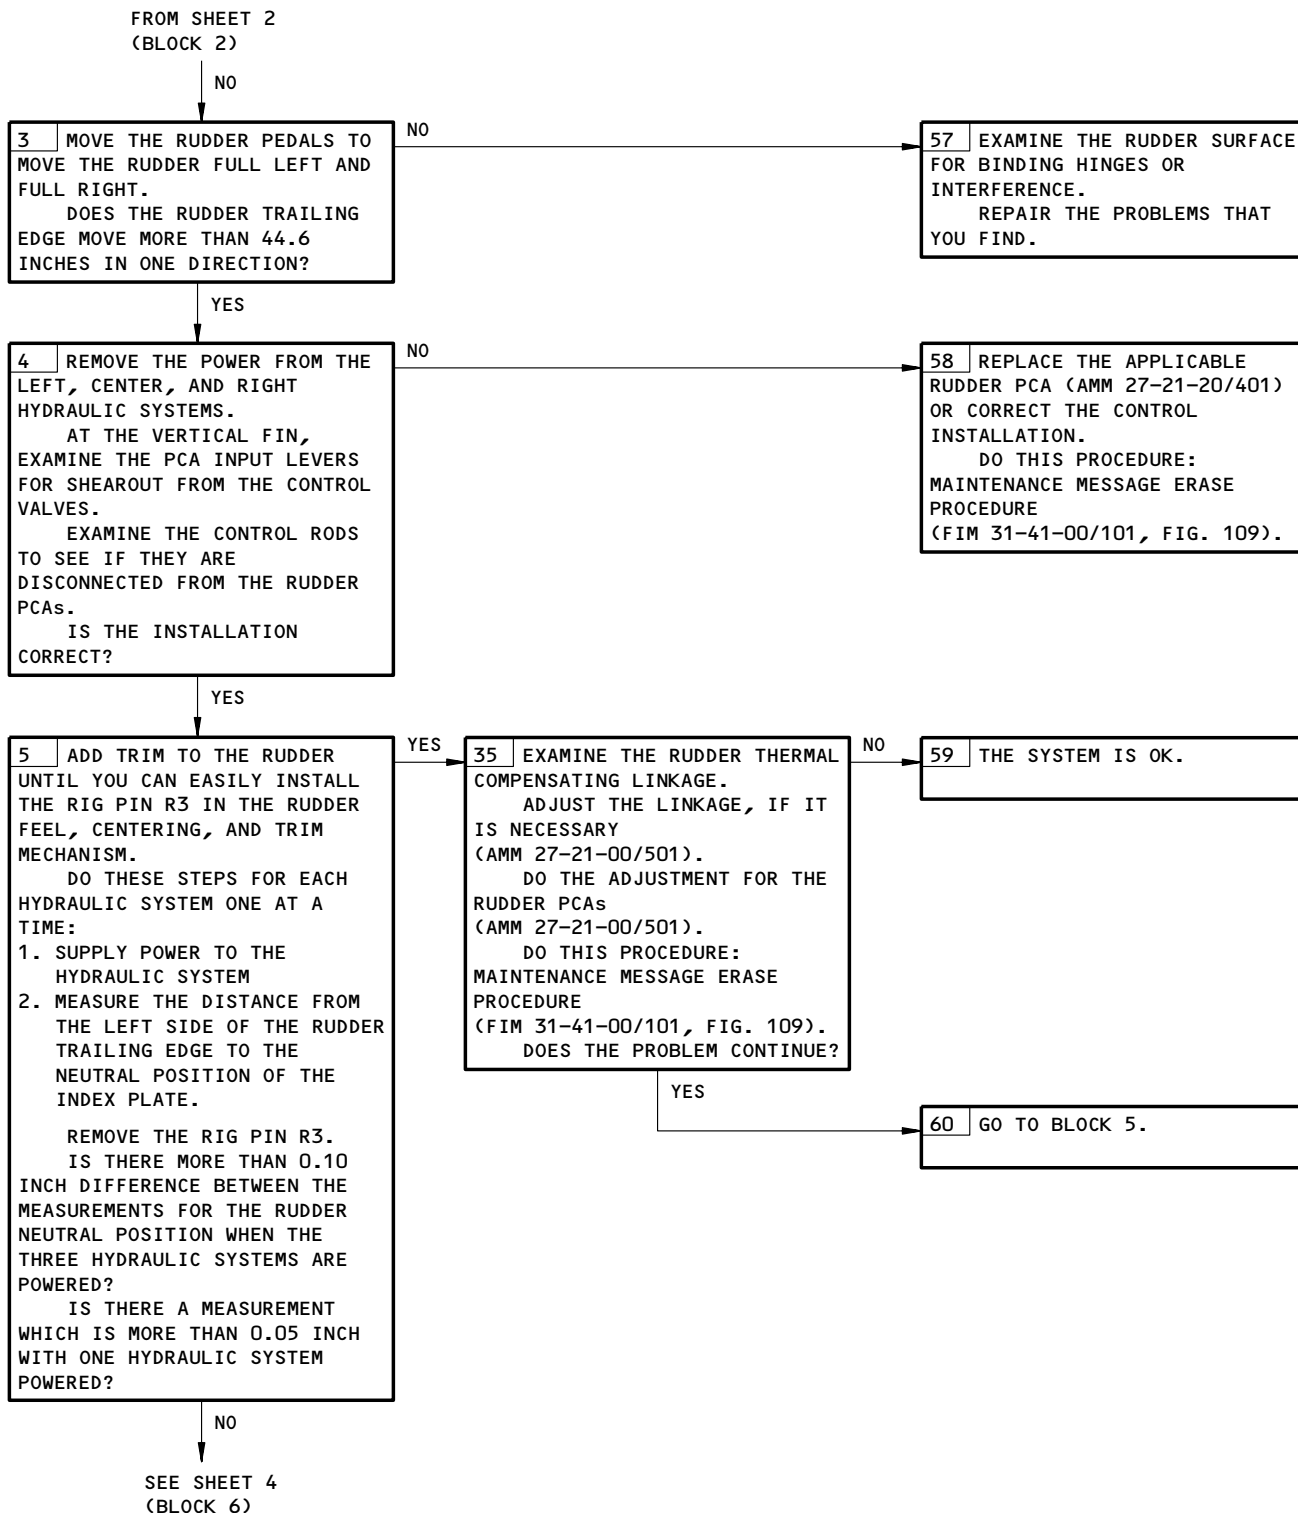 FROM SHEET 2
(BLOCK 2)
NO
3 MOVE THE RUDDER PEDALS TO
MOVE THE RUDDER FULL LEFT AND
FULL RIGHT.
DOES THE RUDDER TRAILING
EDGE MOVE MORE THAN 44.6
INCHES IN ONE DIRECTION?
NO
57 EXAMINE THE RUDDER SURFACE
FOR BINDING HINGES OR
INTERFERENCE.
REPAIR THE PROBLEMS THAT
YOU FIND.
YES
4 REMOVE THE POWER FROM THE
LEFT, CENTER, AND RIGHT
HYDRAULIC SYSTEMS.
AT THE VERTICAL FIN,
EXAMINE THE PCA INPUT LEVERS
FOR SHEAROUT FROM THE CONTROL
VALVES.
EXAMINE THE CONTROL RODS
TO SEE IF THEY ARE
DISCONNECTED FROM THE RUDDER
PCAs.
IS THE INSTALLATION
CORRECT?
NO
58 REPLACE THE APPLICABLE
RUDDER PCA (AMM 27-21-20/401)
OR CORRECT THE CONTROL
INSTALLATION.
DO THIS PROCEDURE:
MAINTENANCE MESSAGE ERASE
PROCEDURE
(FIM 31-41-00/101, FIG. 109).
YES
5 ADD TRIM TO THE RUDDER
UNTIL YOU CAN EASILY INSTALL
THE RIG PIN R3 IN THE RUDDER
FEEL, CENTERING, AND TRIM
MECHANISM.
DO THESE STEPS FOR EACH
HYDRAULIC SYSTEM ONE AT A
TIME:
1. SUPPLY POWER TO THE
HYDRAULIC SYSTEM
2. MEASURE THE DISTANCE FROM
THE LEFT SIDE OF THE RUDDER
TRAILING EDGE TO THE
NEUTRAL POSITION OF THE
INDEX PLATE.
REMOVE THE RIG PIN R3.
IS THERE MORE THAN 0.10
INCH DIFFERENCE BETWEEN THE
MEASUREMENTS FOR THE RUDDER
NEUTRAL POSITION WHEN THE
THREE HYDRAULIC SYSTEMS ARE
POWERED?
IS THERE A MEASUREMENT
WHICH IS MORE THAN 0.05 INCH
WITH ONE HYDRAULIC SYSTEM
POWERED?
YES
35 EXAMINE THE RUDDER THERMAL
COMPENSATING LINKAGE.
ADJUST THE LINKAGE, IF IT
IS NECESSARY
(AMM 27-21-00/501).
DO THE ADJUSTMENT FOR THE
RUDDER PCAs
(AMM 27-21-00/501).
DO THIS PROCEDURE:
MAINTENANCE MESSAGE ERASE
PROCEDURE
(FIM 31-41-00/101, FIG. 109).
DOES THE PROBLEM CONTINUE?
NO
59 THE SYSTEM IS OK.
YES
60 GO TO BLOCK 5.
NO
SEE SHEET 4
(BLOCK 6)